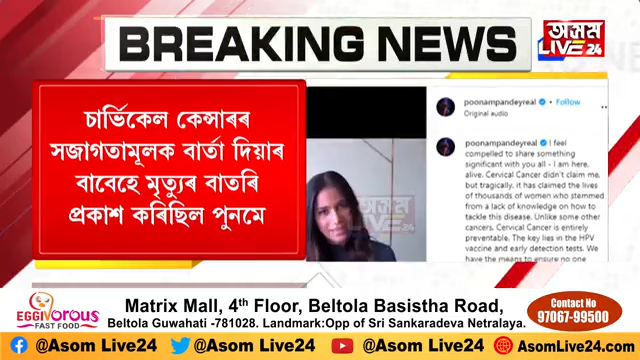 BREAKING NEWS
অসম
LIVE24
চাৰ্ভিকেল কেন্সাৰৰ
সজাগতামূলক বাৰ্তা দিয়াৰ
বাবেহে মৃত্যুৰ বাতৰি
প্ৰকাশ কৰিছিল পুনমে
অসম
LIVE24
poonampandeyreal • Follow
Original audio
poonampandeyreal I feel
compelled to share something
significant with you all - I am here,
alive. Cervical Cancer didn't claim me,
but tragically, it has claimed the lives
of thousands of women who stemmed
from a lack of knowledge on how to
tackle this disease. Unlike some other
cancers, Cervical Cancer is entirely
preventable. The key lies in the HPV
vaccine and early detection tests. We
have the means to ensure no one
EGGIVOROUS
FAST FOOD
Matrix Mall, 4th Floor, Beltola Basistha Road,
Beltola Guwahati -781028. Landmark:Opp of Sri Sankaradeva Netralaya.
Contact No
97067-99500
@Asom Live24 @Asomlive24 @Asom Live24 AsomLive24.com